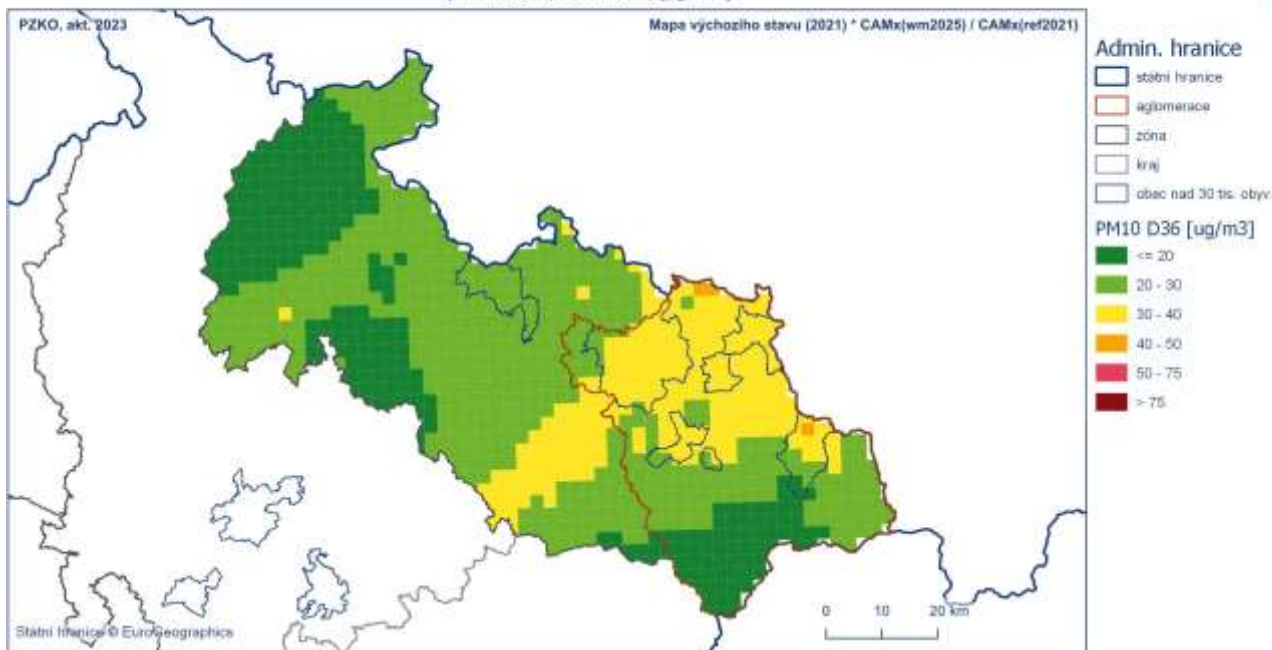 PZKO, akt. 2023
Mapa výchozího stavu (2021) * CAMx(wm2025) / CAMx(ref2021)
Admin. hranice
státní hranice
aglomerace
zóna
kraj
obec nad 30 tis. obyv.
PM10 D36 [ug/m3]
<= 20
20 - 30
30 - 40
40 - 50
50 - 75
> 75
0 10 20 km
Státní hranice © EuroGeographics